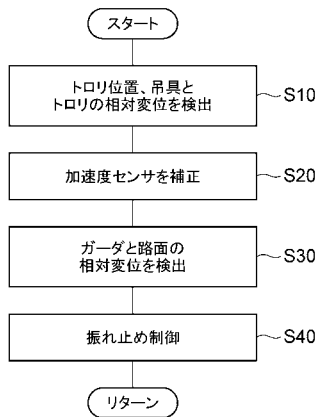 スタート
トロリ位置、吊具と
トロリの相対変位を検出
S10
加速度センサを補正
S20
ガーダと路面の
相対変位を検出
S30
振れ止め制御
S40
リターン